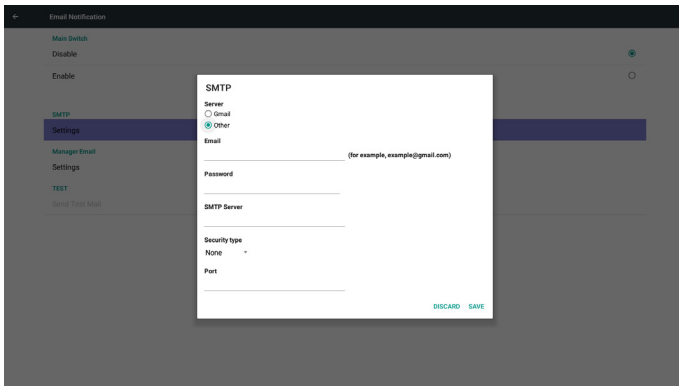 Email Notification
Main Switch
Disable
Enable
SMTP
Settings
Manager Email
Settings
TEST
Send Test Mail
SMTP
Server
Gmail
Other
Email
(for example, example@gmail.com)
Password
SMTP Server
Security type
None
Port
DISCARD SAVE